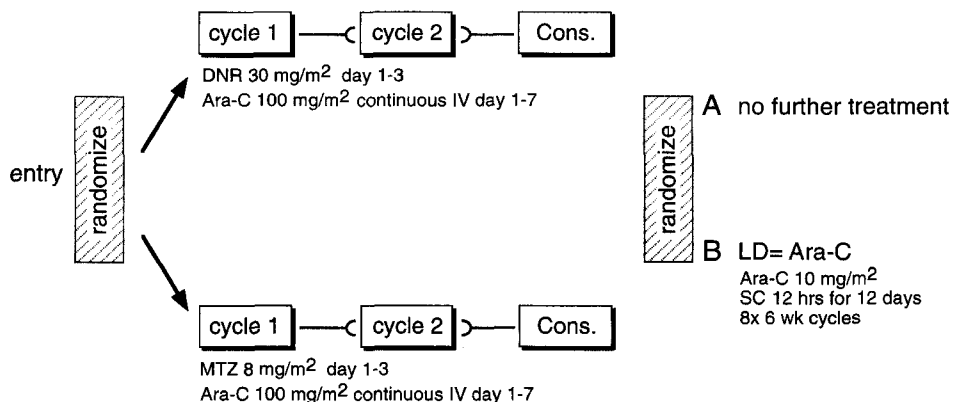 cycle 1 cycle 2 Cons.
DNR 30 mg/m² day 1-3
Ara-C 100 mg/m² continuous IV day 1-7
entry
randomize
randomize
A no further treatment
B LD= Ara-C
Ara-C 10 mg/m²
SC 12 hrs for 12 days
8x 6 wk cycles
cycle 1 cycle 2 Cons.
MTZ 8 mg/m² day 1-3
Ara-C 100 mg/m² continuous IV day 1-7